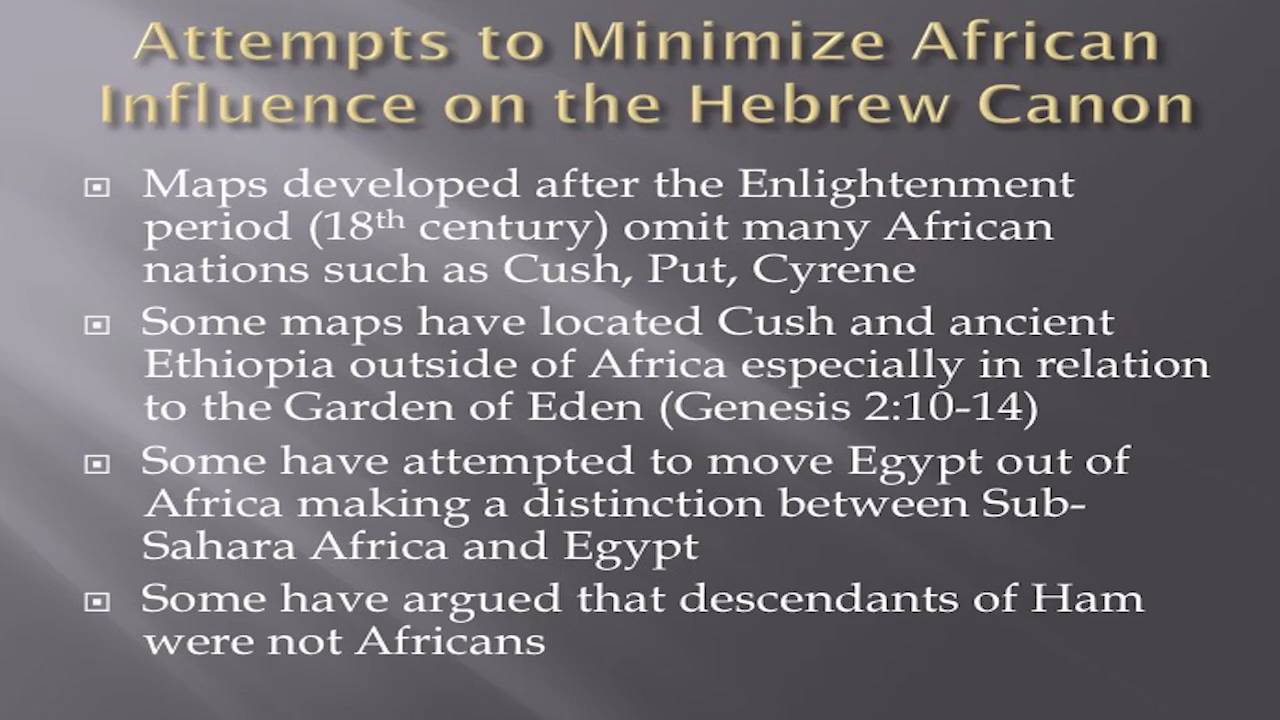 Attempts to Minimize African
Influence on the Hebrew Canon
Maps developed after the Enlightenment
period (18th century) omit many African
nations such as Cush, Put, Cyrene
Some maps have located Cush and ancient
Ethiopia outside of Africa especially in relation
to the Garden of Eden (Genesis 2:10-14)
Some have attempted to move Egypt out of
Africa making a distinction between Sub-
Sahara Africa and Egypt
Some have argued that descendants of Ham
were not Africans